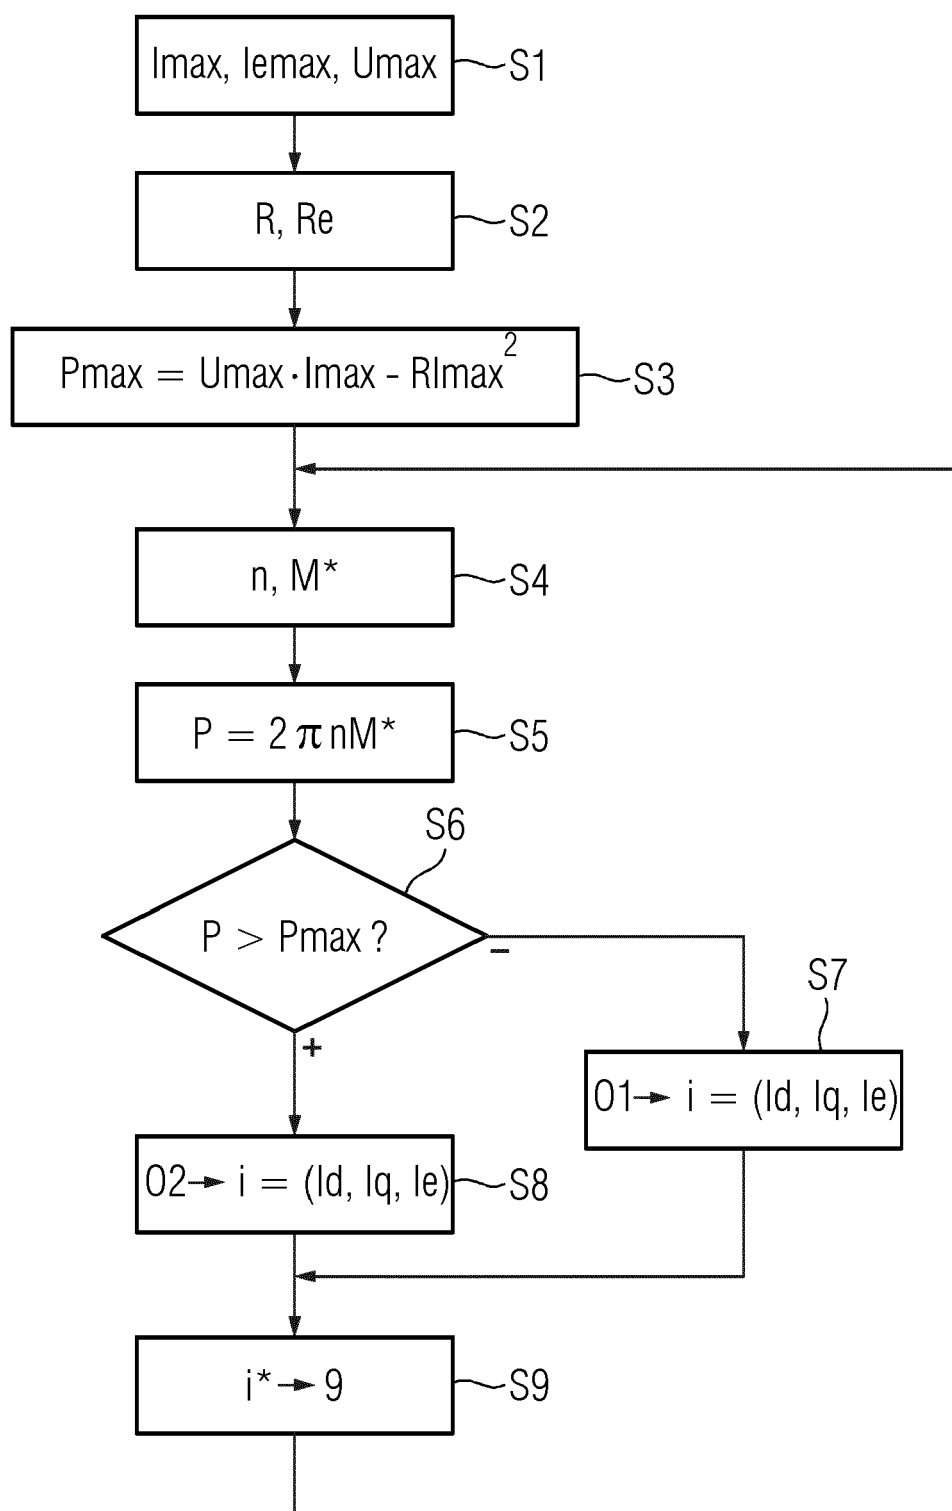 Imax, Iemax, Umax
S1
R, Re
S2
Pmax = Umax·Imax - RImax²
S3
n, M*
S4
P = 2 π nM*
S5
S6
P > Pmax ?
-
+
S7
O1→ i = (Id, Iq, Ie)
O2→ i = (Id, Iq, Ie)
S8
i*→ 9
S9